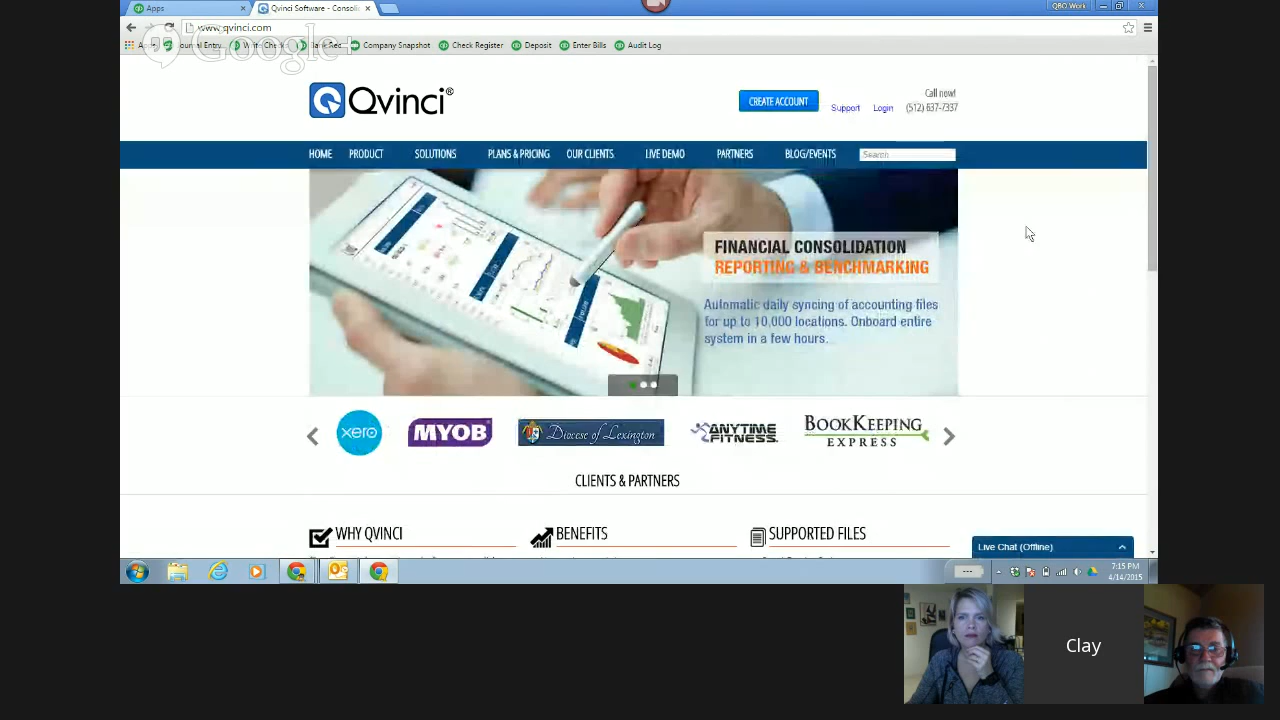 Apps
Qvinci Software - Consolid
QBO.Work
www.qvinci.com
Google+
Company Snapshot
Check Register
Deposit
Enter Bills
Audit Log
Qvinci®
CREATE ACCOUNT
Support
Login
Call now!
(512) 637-7337
HOME PRODUCT SOLUTIONS PLANS & PRICING OUR CLIENTS LIVE DEMO PARTNERS BLOG/EVENTS Search
FINANCIAL CONSOLIDATION
REPORTING & BENCHMARKING
Automatic daily syncing of accounting files
for up to 10,000 locations. Onboard entire
system in a few hours.
xero MYOB Diocese of Lexington ANYTIME FITNESS. BOOKKEEPING EXPRESS
CLIENTS & PARTNERS
WHY QVINCI BENEFITS SUPPORTED FILES
Live Chat (Offline)
7:15 PM
4/14/2015
Clay